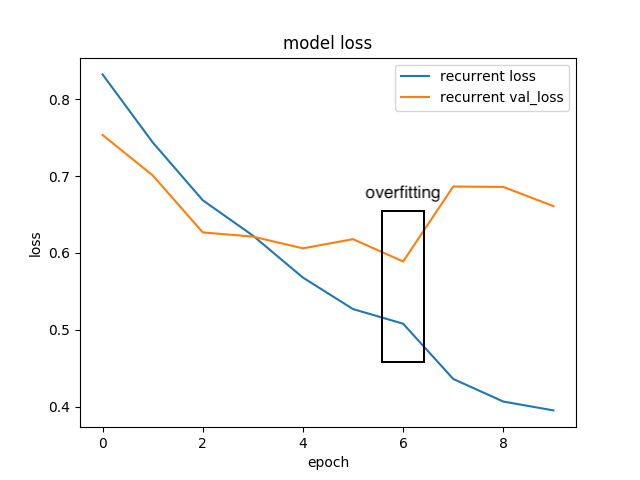 model loss
recurrent loss
recurrent val_loss
overfitting
0.8
0.7
0.6
0.5
0.4
loss
0 2 4 6 8
epoch